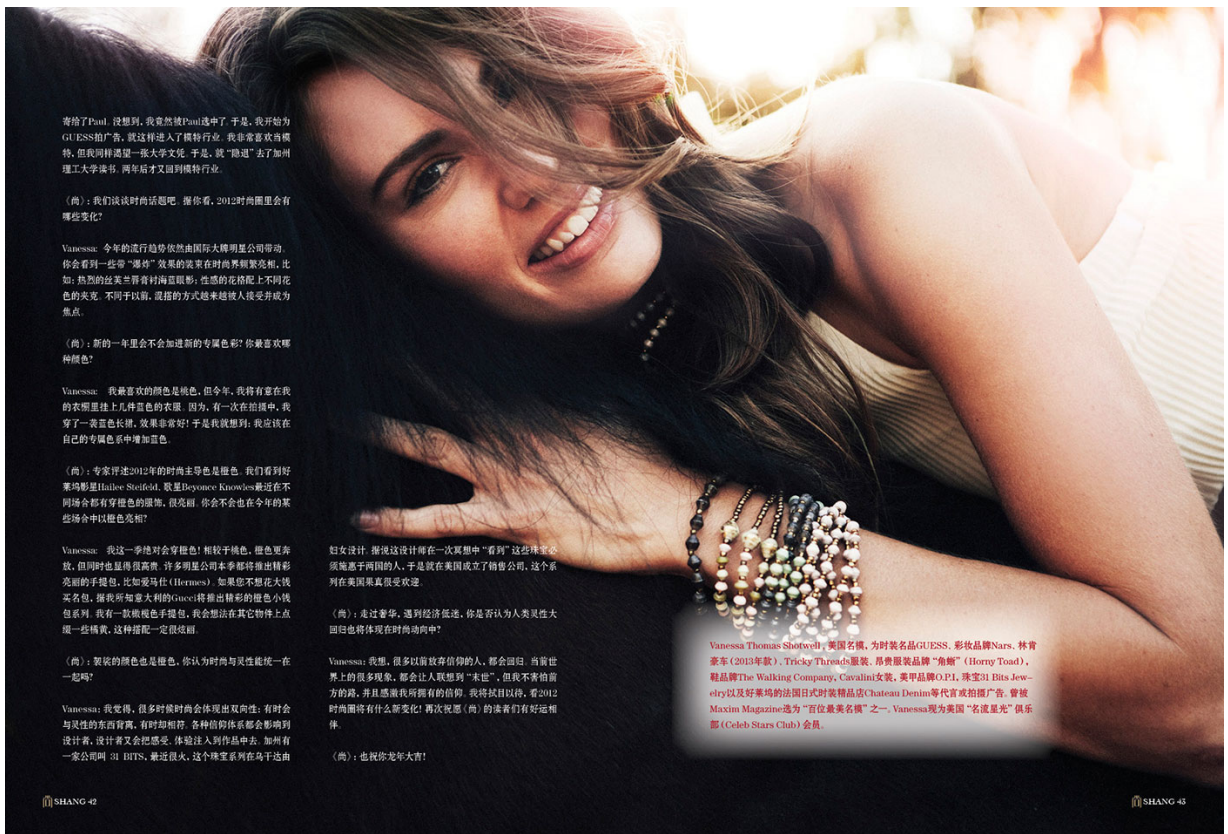 寄给了Paul。没想到，我竟然被Paul选中了。于是，我开始为
GUESS拍广告，就这样进入了模特行业。我非常喜欢当模
特，但我同样渴望一张大学文凭。于是，就“隐退”去了加州
理工大学读书。两年后才又回到模特行业。
《尚》：我们谈谈时尚话题吧。据你看，2012时尚圈里会有
哪些变化？
Vanessa: 今年的流行趋势依然由国际大牌明星公司带动。
你会看到一些带“爆炸”效果的装束在时尚界频繁亮相，比
如：热烈的丝芙兰唇膏衬海蓝眼影；性感的花格配上不同花
色的夹克。不同于以前，混搭的方式越来越被人接受并成为
焦点。
《尚》：新的一年里会不会加进新的专属色彩？你最喜欢哪
种颜色？
Vanessa: 我最喜欢的颜色是桃色，但今年，我将有意在我
的衣橱里挂上几件蓝色的衣服。因为，有一次在拍摄中，我
穿了一袭蓝色长裙，效果非常好！于是我就想到：我应该在
自己的专属色系中增加蓝色。
《尚》：专家评述2012年的时尚主导色是橙色。我们看到好
莱坞影星Hailee Steifeld、歌星Beyonce Knowles最近在不
同场合都有穿橙色的服饰，很亮丽。你会不会也在今年的某
些场合中以橙色亮相？
Vanessa: 我这一季绝对会穿橙色！相较于桃色，橙色更奔
放，但同时也显得很高贵。许多明星公司本季都将推出精彩
亮丽的手提包，比如爱马仕（Hermes）。如果您不想花大钱
买名包，据我所知意大利的Gucci将推出精彩的橙色小钱
包系列。我有一款橄榄色手提包，我会想法在其它物件上点
缀一些橘黄，这种搭配一定很炫丽。
《尚》：袈裟的颜色也是橙色，你认为时尚与灵性能统一在
一起吗？
Vanessa: 我觉得，很多时候时尚会体现出双向性：有时会
与灵性的东西背离，有时却相符。各种信仰体系都会影响到
设计者，设计者又会把感受、体验注入到作品中去。加州有
一家公司叫 31 BITS，最近很火，这个珠宝系列在乌干达由
妇女设计。据说这设计师在一次冥想中“看到”这些珠宝必
须施惠于两国的人，于是就在美国成立了销售公司，这个系
列在美国果真很受欢迎。
《尚》：走过奢华，遇到经济低迷，你是否认为人类灵性大
回归也将体现在时尚动向中？
Vanessa: 我想，很多以前放弃信仰的人，都会回归。当前世
界上的很多现象，都会让人联想到“末世”，但我不害怕前
方的路，并且感激我所拥有的信仰。我将拭目以待，看2012
时尚圈将有什么新变化！再次祝愿《尚》的读者们有好运相
伴。
《尚》：也祝你龙年大吉！
Vanessa Thomas Shotwell，美国名模，为时装名品GUESS、彩妆品牌Nars、林肯
豪车（2013年款）、Tricky Threads服装、昂贵服装品牌“角蜥”（Horny Toad）、
鞋品牌The Walking Company，Cavalini女装，美甲品牌O.P.I，珠宝31 Bits Jew-
elry以及好莱坞的法国日式时装精品店Chateau Denim等代言或拍摄广告。曾被
Maxim Magazine选为“百位最美名模”之一。Vanessa现为美国“名流星光”俱乐
部（Celeb Stars Club）会员。
SHANG 42
SHANG 43